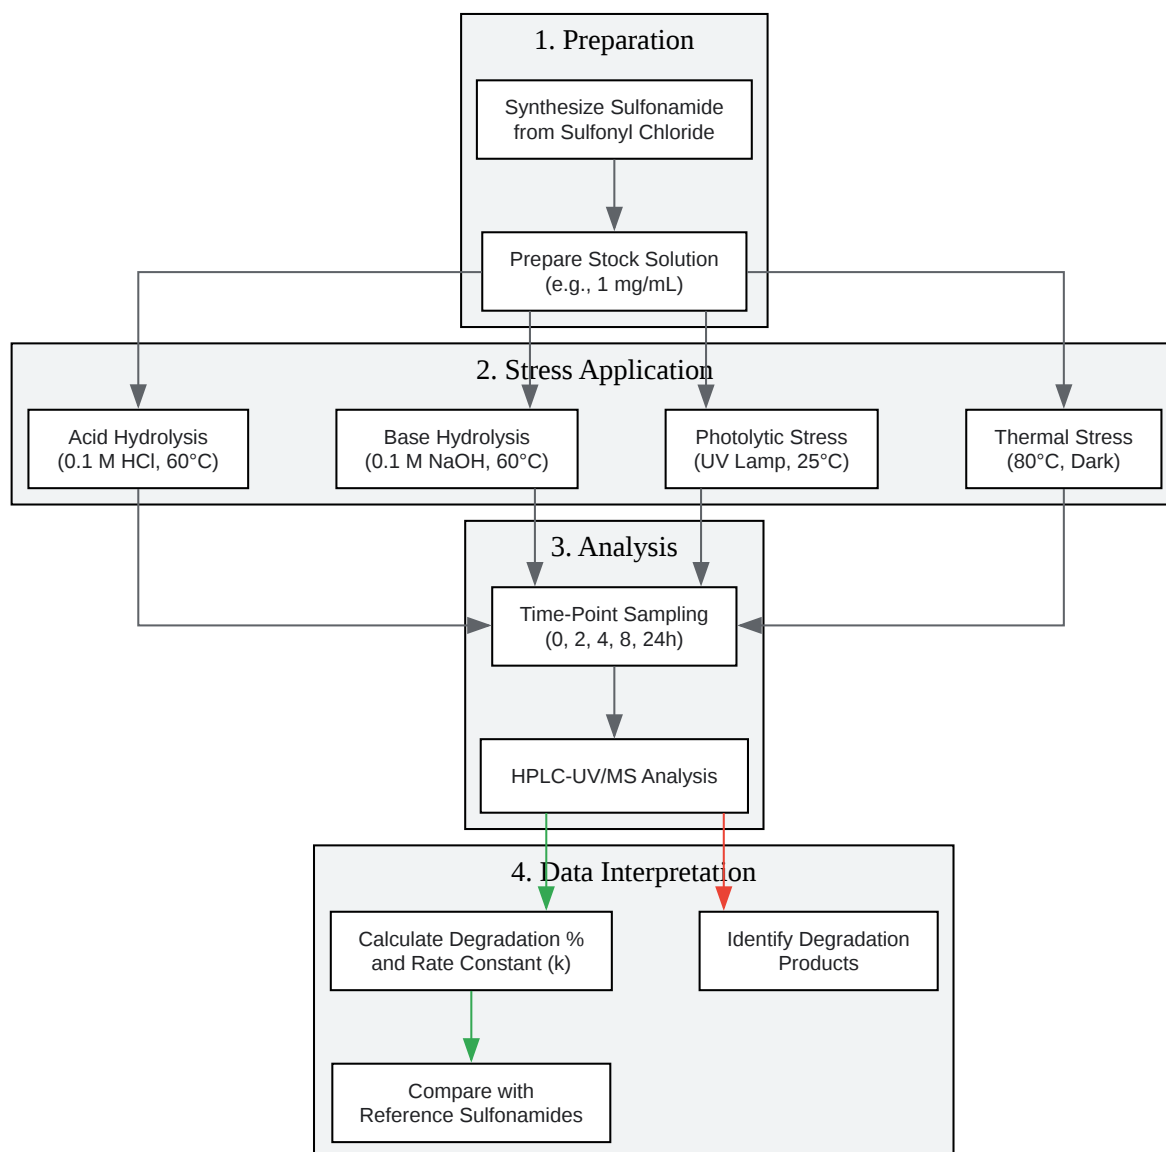 1. Preparation
Synthesize Sulfonamide
from Sulfonyl Chloride
Prepare Stock Solution
(e.g., 1 mg/mL)
2. Stress Application
Acid Hydrolysis
(0.1 M HCl, 60°C)
Base Hydrolysis
(0.1 M NaOH, 60°C)
Photolytic Stress
(UV Lamp, 25°C)
Thermal Stress
(80°C, Dark)
3. Analysis
Time-Point Sampling
(0, 2, 4, 8, 24h)
HPLC-UV/MS Analysis
4. Data Interpretation
Calculate Degradation %
and Rate Constant (k)
Identify Degradation
Products
Compare with
Reference Sulfonamides